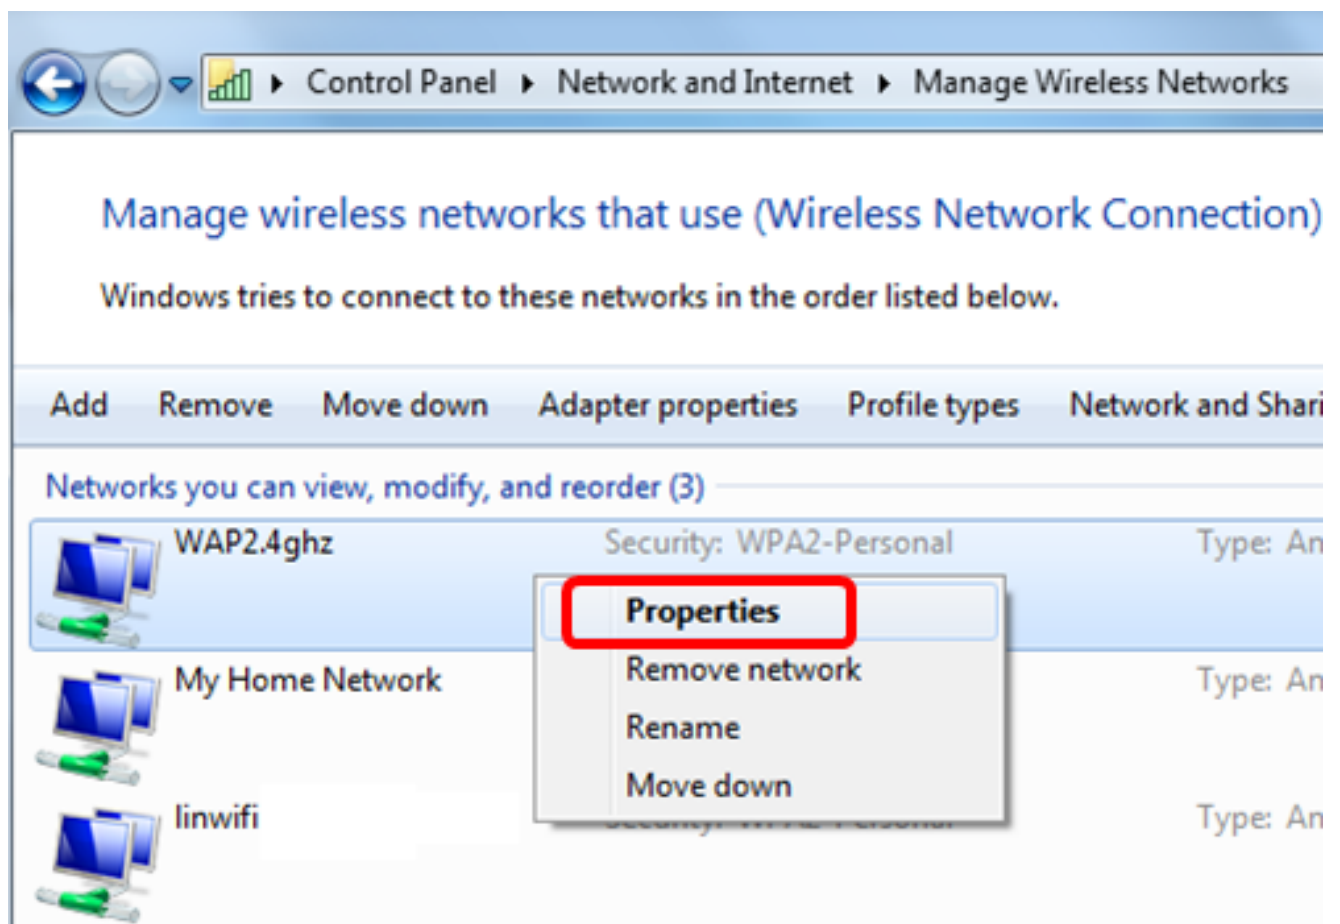 Control Panel Network and Internet Manage Wireless Networks
Manage wireless networks that use (Wireless Network Connection)
Windows tries to connect to these networks in the order listed below.
Add Remove Move down Adapter properties Profile types Network and Shari
Networks you can view, modify, and reorder (3)
WAP2.4ghz Security: WPA2-Personal Type: An
Properties
Remove network
My Home Network Type: An
Rename
Move down
linwifi Security: WPA2-Personal Type: An